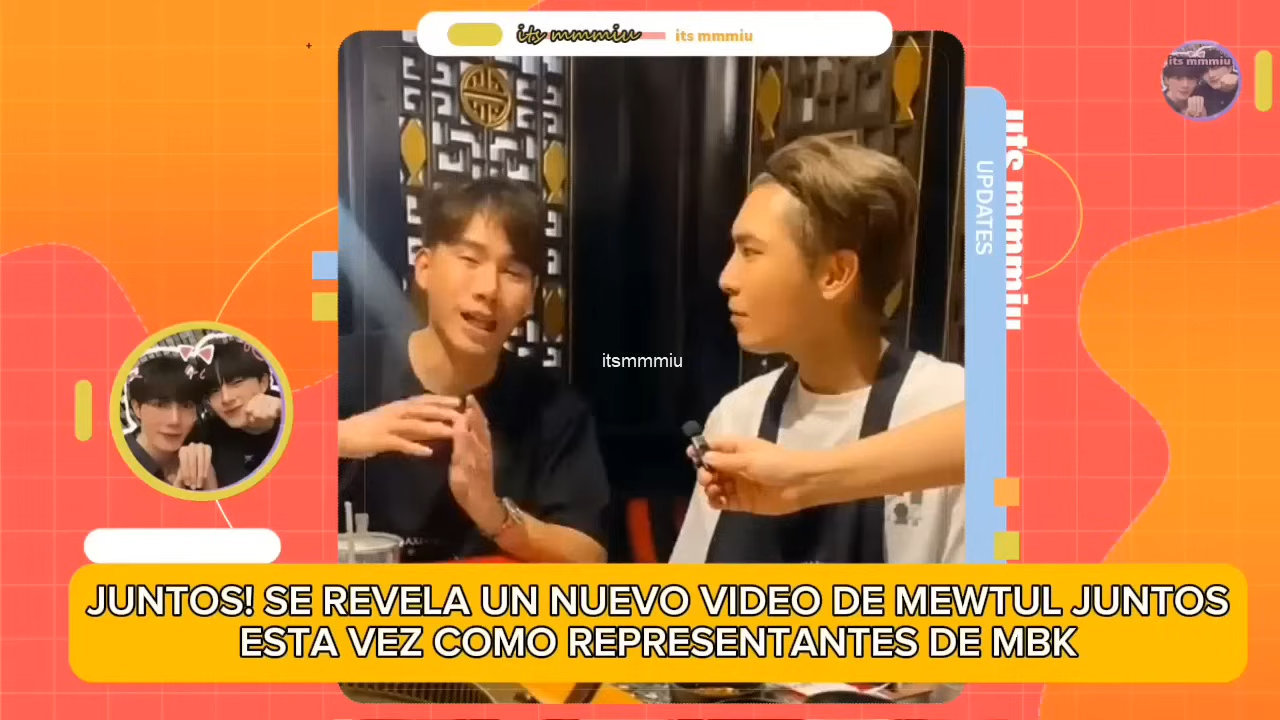 its mmmiu its mmmiu
its mmmiu
UPDATES
Its mmmiu
itsmmmiu
JUNTOS! SE REVELA UN NUEVO VIDEO DE MEWTUL JUNTOS
ESTA VEZ COMO REPRESENTANTES DE MBK